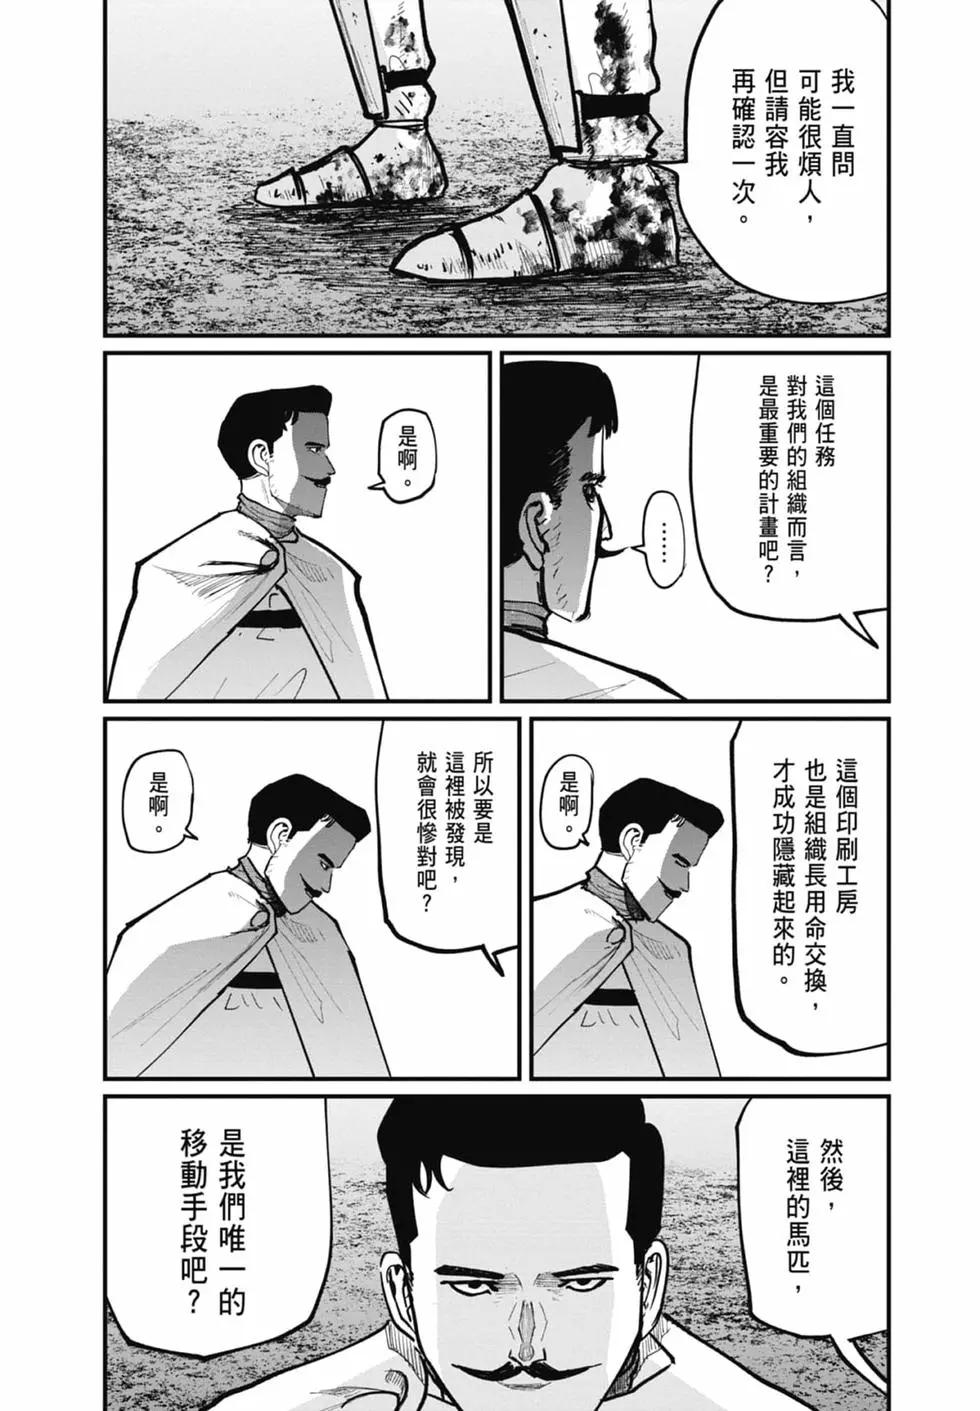 我一直問
可能很煩人，
但請容我
再確認一次。
這個任務
對我們的組織而言，
是最重要的計畫吧？
……
是啊。
這個印刷工房
也是組織長用命交換，
才成功隱藏起來的。
是啊。
所以要是
這裡被發現，
就會很慘對吧？
是啊。
然後，
這裡的馬匹，
是我們唯一的
移動手段吧？